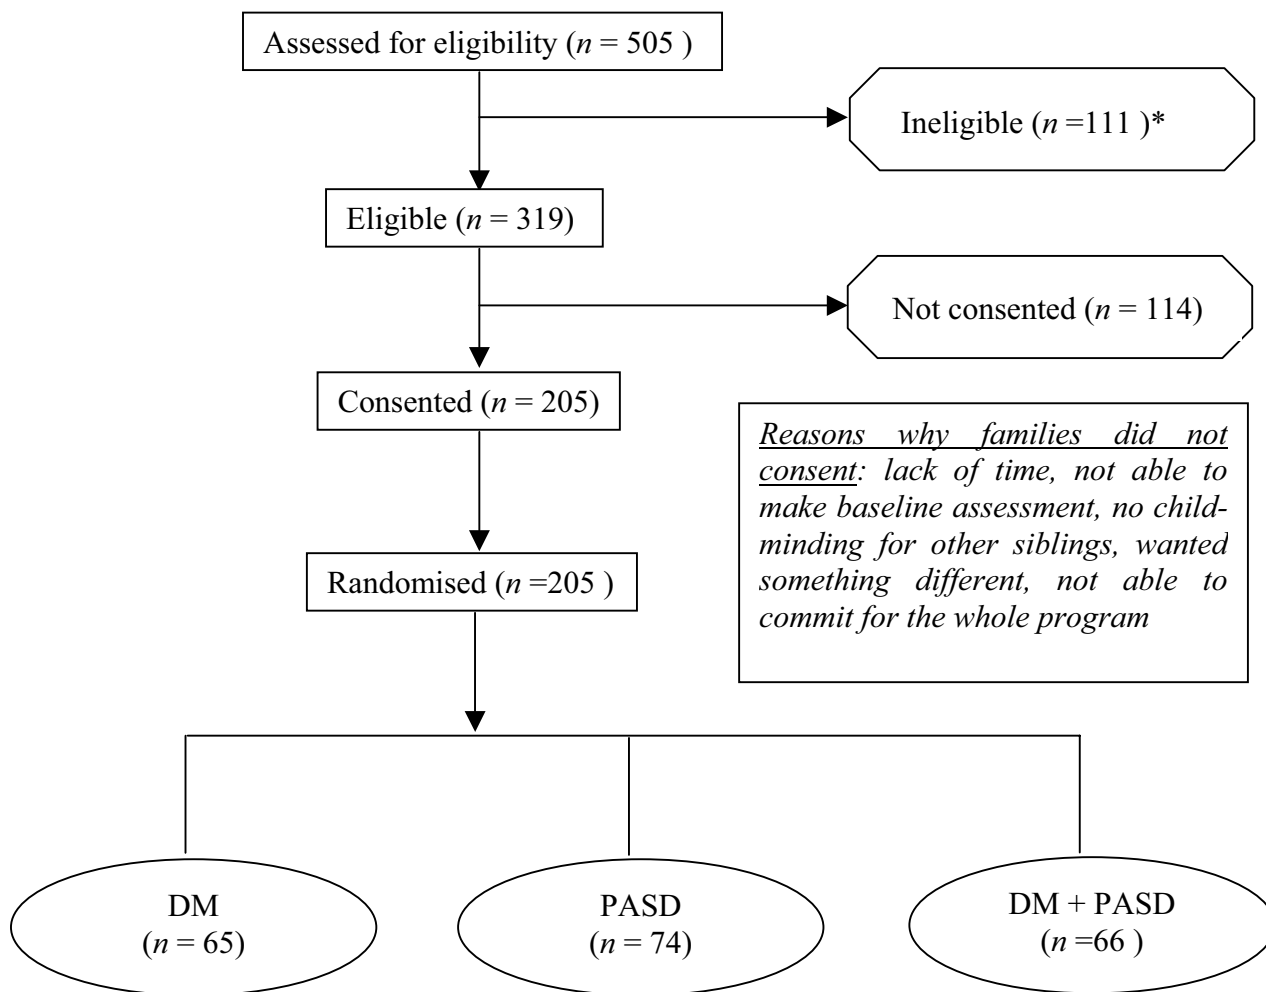 Assessed for eligibility (n = 505 )
Ineligible (n =111 )*
Eligible (n = 319)
Not consented (n = 114)
Consented (n = 205)
Reasons why families did not
consent: lack of time, not able to
make baseline assessment, no child-
minding for other siblings, wanted
something different, not able to
commit for the whole program
Randomised (n =205 )
DM
(n = 65)
PASD
(n = 74)
DM + PASD
(n =66 )